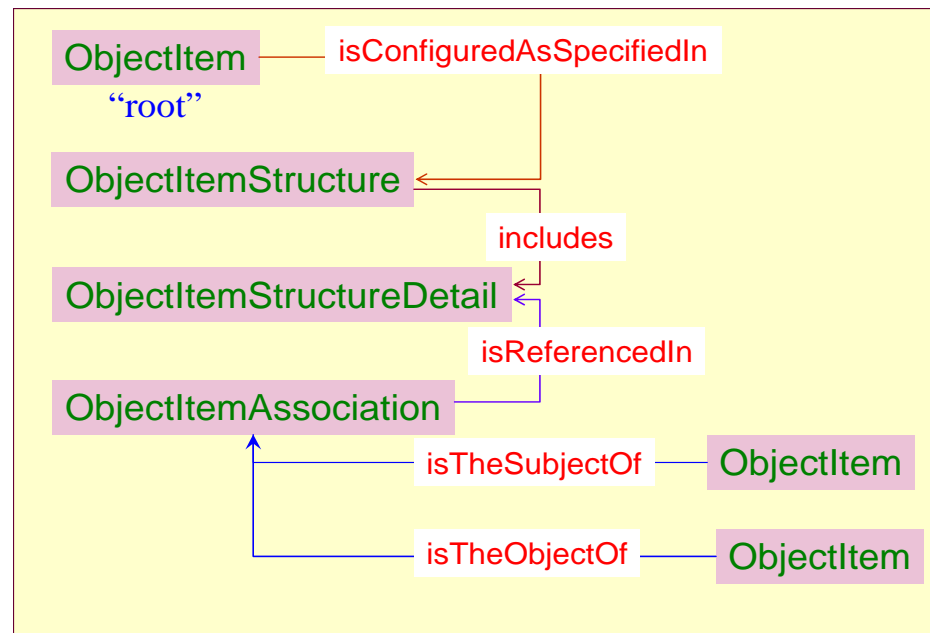 ObjectItem
isConfiguredAsSpecifiedIn
“root”
ObjectItemStructure
includes
ObjectItemStructureDetail
isReferencedIn
ObjectItemAssociation
isTheSubjectOf
ObjectItem
isTheObjectOf
ObjectItem